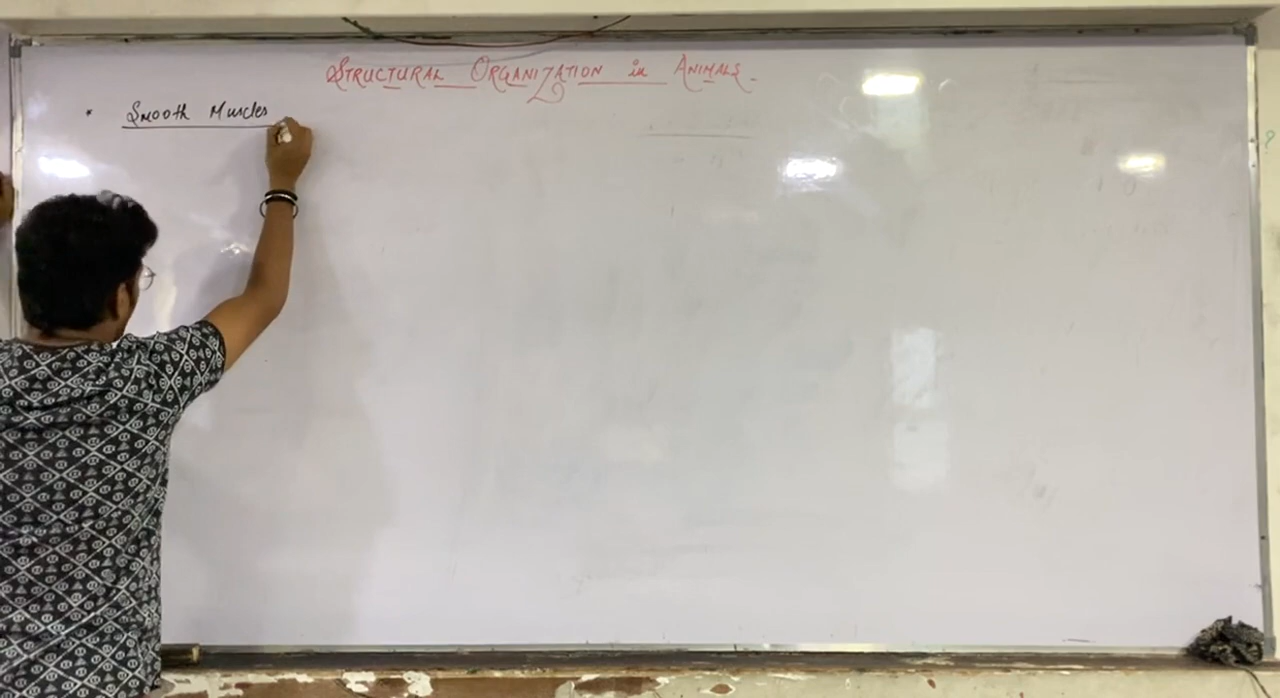 STRUCTURAL ORGANIZATION in ANIMALS.
* Smooth Muscles
?